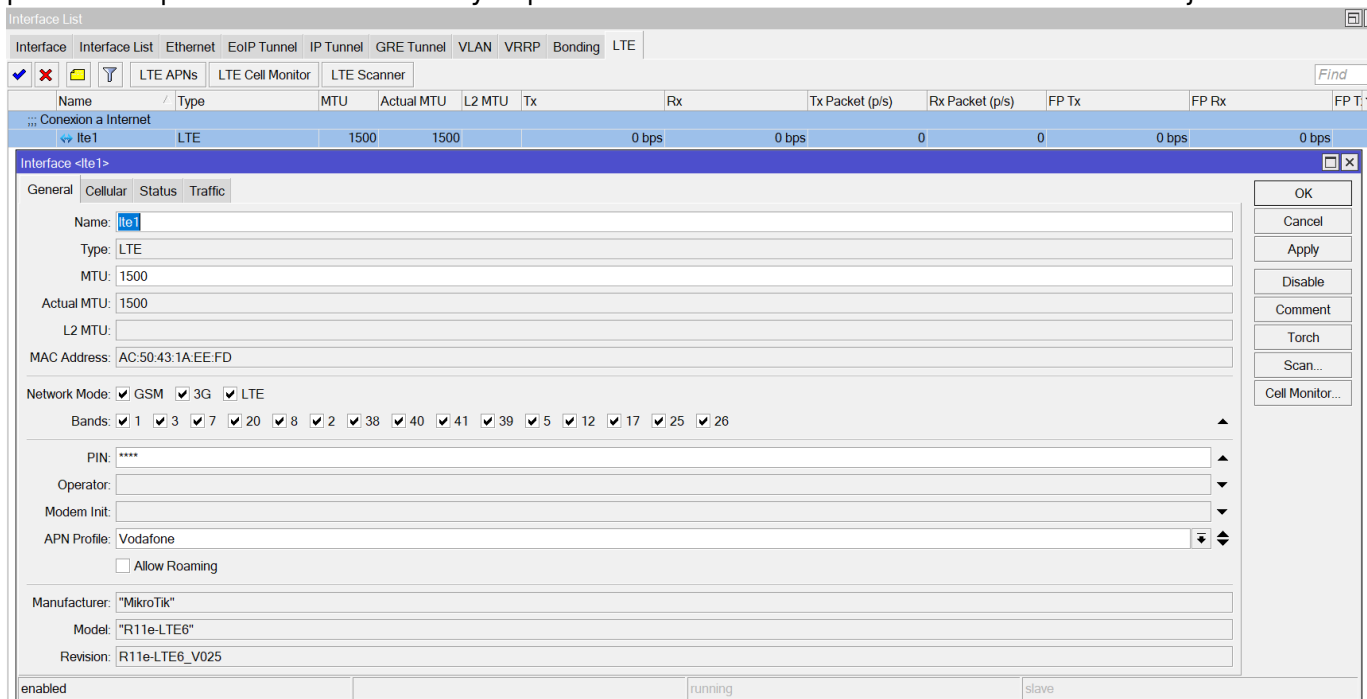 Interface List
Interface Interface List Ethernet EoIP Tunnel IP Tunnel GRE Tunnel VLAN VRRP Bonding LTE
LTE APNs LTE Cell Monitor LTE Scanner Find
Name Type MTU Actual MTU L2 MTU Tx Rx Tx Packet (p/s) Rx Packet (p/s) FP Tx FP Rx FP T
;;; Conexion a Internet
lte1 LTE 1500 1500 0 bps 0 bps 0 0 0 bps 0 bps
Interface <lte1>
General Cellular Status Traffic
OK
Name: lte1
Cancel
Type: LTE
Apply
MTU: 1500
Disable
Actual MTU: 1500
Comment
L2 MTU:
Torch
MAC Address: AC:50:43:1A:EE:FD
Scan...
Network Mode: GSM 3G LTE
Cell Monitor...
Bands: 1 3 7 20 8 2 38 40 41 39 5 12 17 25 26
PIN: ****
Operator:
Modem Init:
APN Profile: Vodafone
Allow Roaming
Manufacturer: "MikroTik"
Model: "R11e-LTE6"
Revision: R11e-LTE6_V025
enabled running slave